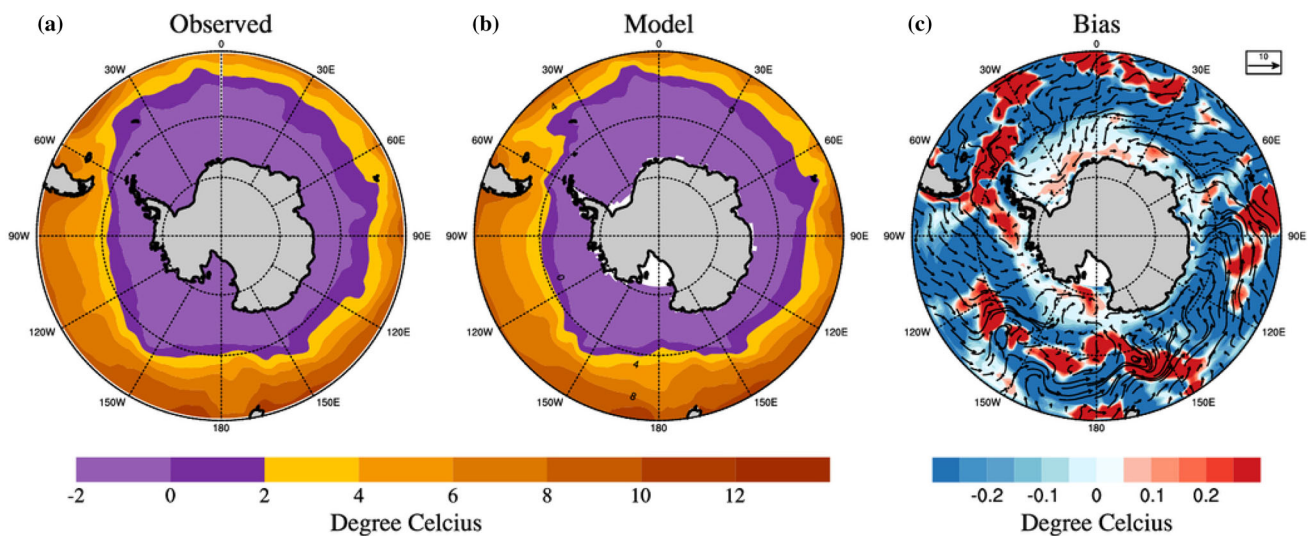 (a) Observed
(b) Model
(c) Bias
0
30W 30E
60W 60E
90W 90E
120W 120E
150W 150E
180
0
30W 30E
60W 60E
90W 90E
120W 120E
150W 150E
180
4
0
0
4
8
0
10
30W 30E
60W 60E
90W 90E
120W 120E
150W 150E
180
-2 0 2 4 6 8 10 12
Degree Celcius
-0.2 -0.1 0 0.1 0.2
Degree Celcius